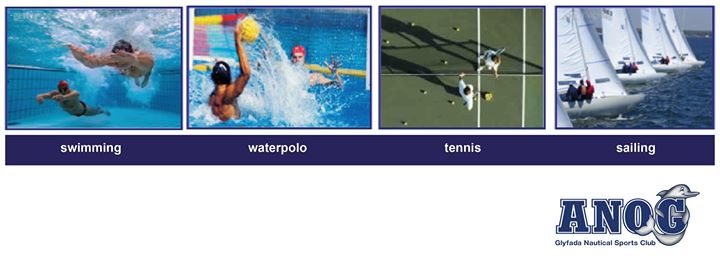 swimming
waterpolo
tennis
sailing
ANOG
Glyfada Nautical Sports Club